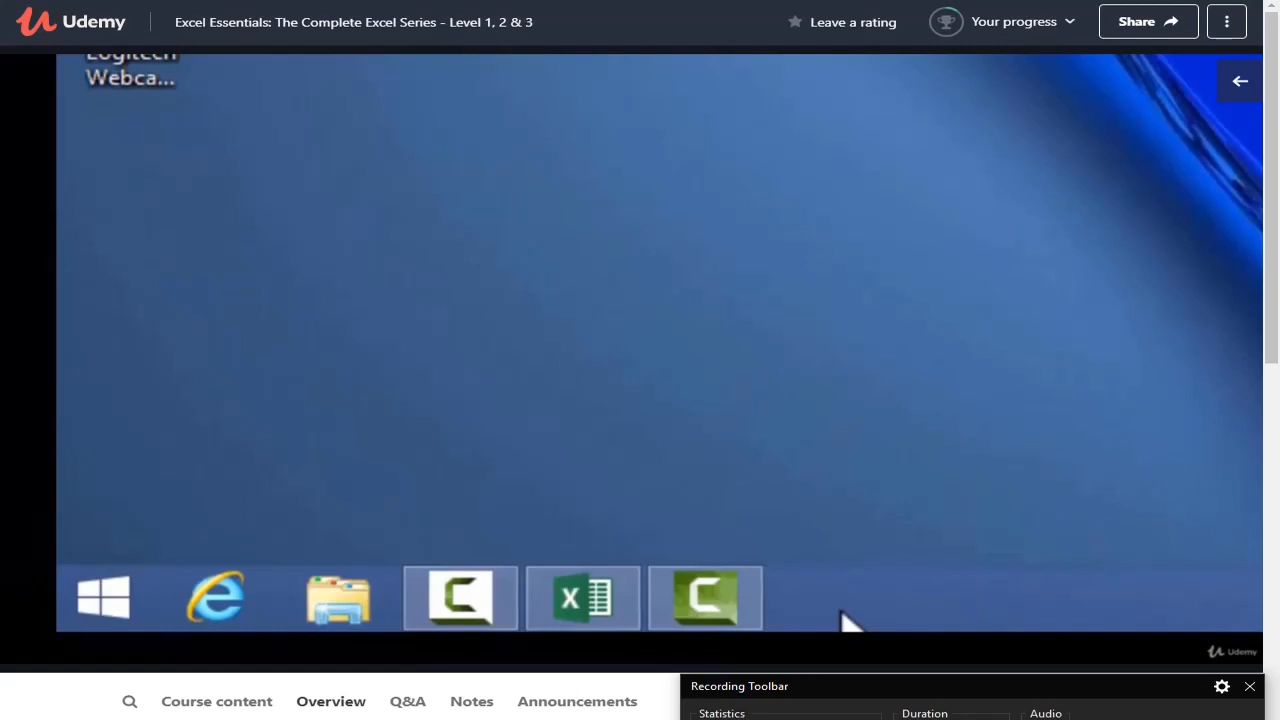 Udemy
Excel Essentials: The Complete Excel Series - Level 1, 2 & 3
Leave a rating
Your progress
Share
Logitech
Webca...
Udemy
Course content
Overview
Q&A
Notes
Announcements
Recording Toolbar
Statistics
Duration
Audio